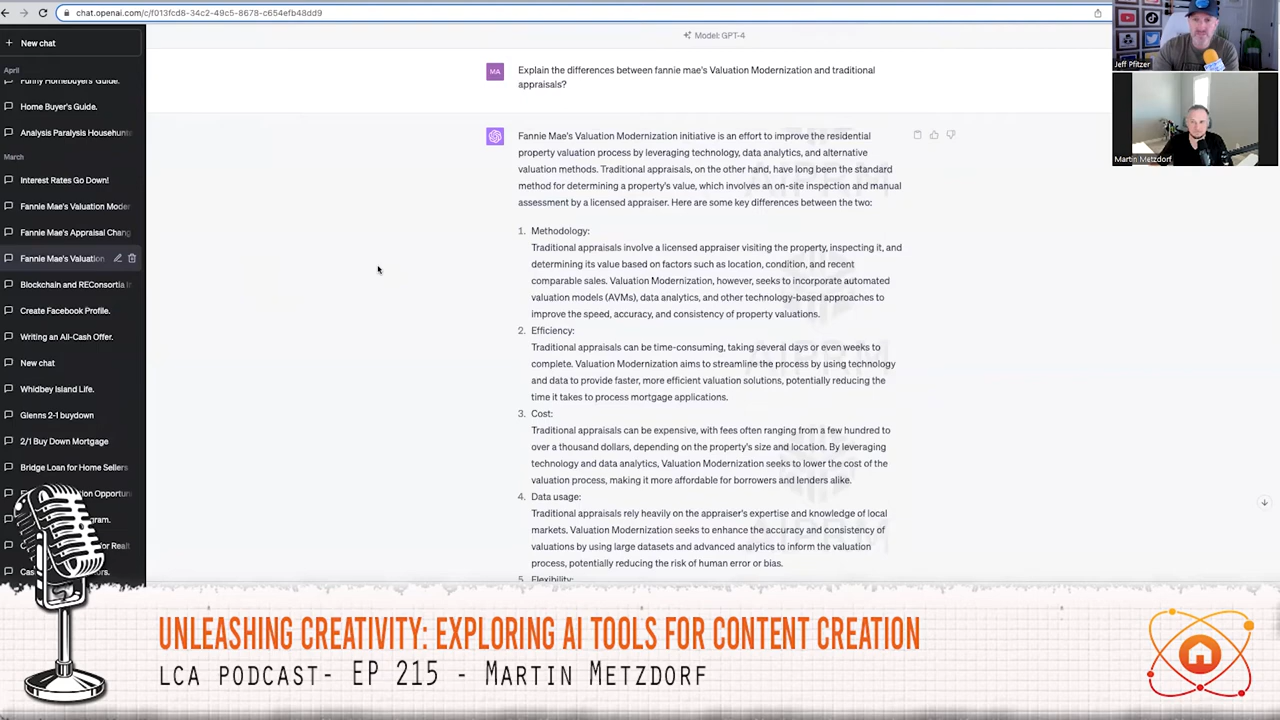 chat.openai.com/c/f013fcd8-34c2-49c5-8678-c654efb48dd9
New chat
April
Funny Homebuyer's Guide.
Home Buyer's Guide.
Analysis Paralysis Househunt
March
Interest Rates Go Down!
Fannie Mae's Valuation Moder
Fannie Mae's Appraisal Chang
Fannie Mae's Valuation
Blockchain and REConsortia I
Create Facebook Profile.
Writing an All-Cash Offer.
New chat
Whidbey Island Life.
Glenns 2-1 buydown
2/1 Buy Down Mortgage
Bridge Loan for Home Sellers
Model: GPT-4
MA
Explain the differences between fannie mae's Valuation Modernization and traditional
appraisals?
Fannie Mae's Valuation Modernization initiative is an effort to improve the residential
property valuation process by leveraging technology, data analytics, and alternative
valuation methods. Traditional appraisals, on the other hand, have long been the standard
method for determining a property's value, which involves an on-site inspection and manual
assessment by a licensed appraiser. Here are some key differences between the two:
1. Methodology:
Traditional appraisals involve a licensed appraiser visiting the property, inspecting it, and
determining its value based on factors such as location, condition, and recent
comparable sales. Valuation Modernization, however, seeks to incorporate automated
valuation models (AVMs), data analytics, and other technology-based approaches to
improve the speed, accuracy, and consistency of property valuations.
2. Efficiency:
Traditional appraisals can be time-consuming, taking several days or even weeks to
complete. Valuation Modernization aims to streamline the process by using technology
and data to provide faster, more efficient valuation solutions, potentially reducing the
time it takes to process mortgage applications.
3. Cost:
Traditional appraisals can be expensive, with fees often ranging from a few hundred to
over a thousand dollars, depending on the property's size and location. By leveraging
technology and data analytics, Valuation Modernization seeks to lower the cost of the
valuation process, making it more affordable for borrowers and lenders alike.
4. Data usage:
Traditional appraisals rely heavily on the appraiser's expertise and knowledge of local
markets. Valuation Modernization seeks to enhance the accuracy and consistency of
valuations by using large datasets and advanced analytics to inform the valuation
process, potentially reducing the risk of human error or bias.
5. Flexibility:
AIPRM
AIPRM
AIPRM
Jeff Pfitzer
Martin Metzdorf
UNLEASHING CREATIVITY: EXPLORING AI TOOLS FOR CONTENT CREATION
LCA PODCAST- EP 215 - MARTIN METZDORF